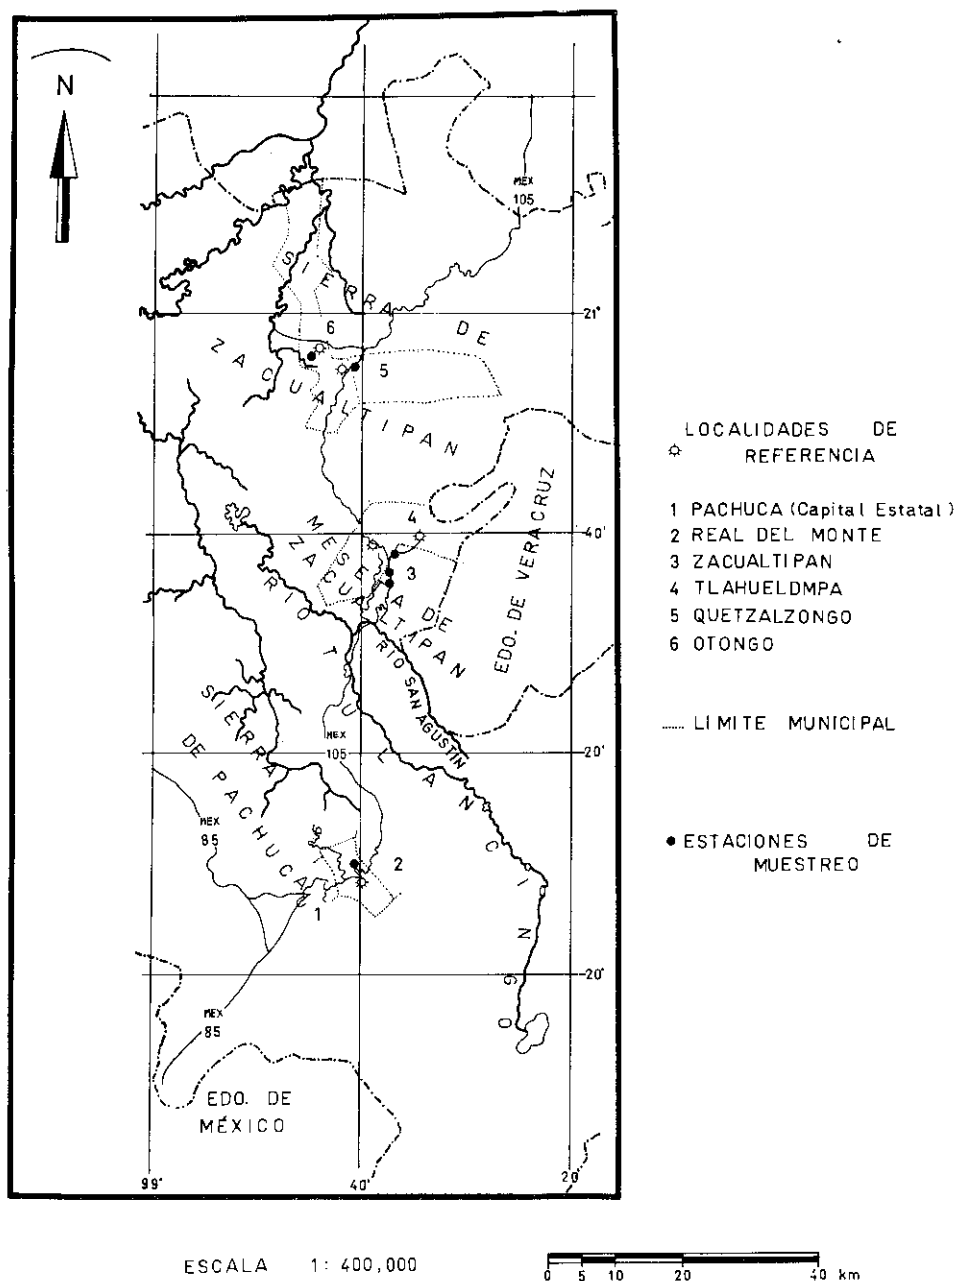 N
MEX
105
SIERRA DE
ZACUALTIPAN
6
5
21°
LOCALIDADES DE
REFERENCIA
1 PACHUCA (Capital Estatal)
2 REAL DEL MONTE
3 ZACUALTIPAN
4 TLAHUELOMPA
5 QUETZALZONGO
6 OTONGO
4
40'
MESETA DE
ZACUALTIPAN
3
EDO. DE VERACRUZ
RIO TULANCINGO
RIO SAN AGUSTIN
LIMITE MUNICIPAL
SIERRA
DE PACHUCA
MEX
105
20'
MEX
85
2
1
ESTACIONES DE
MUESTREO
20°
MEX
85
EDO. DE
MÉXICO
99°
40'
20'
ESCALA 1: 400,000
0 5 10 20 40 km